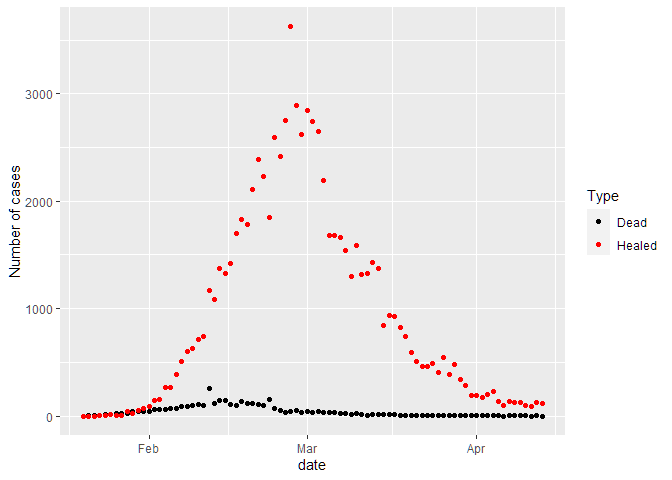 Number of cases
3000
2000
1000
0
Feb
Mar
Apr
date
Type
Dead
Healed